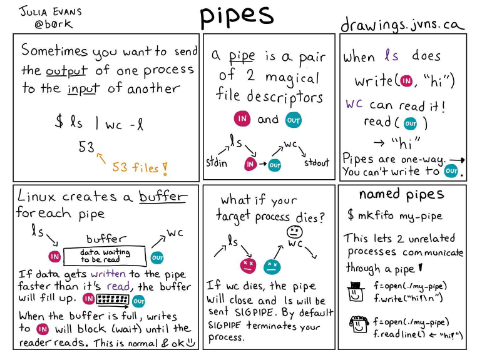 JULIA EVANS
@bork
pipes
drawings.jvns.ca
Sometimes you want to send
the output of one process
to the input of another
$ ls | wc -l
53
53 files!
a pipe is a pair
of 2 magical
file descriptors
IN and OUT
ls
wc
stdin
IN
OUT
stdout
when ls does
write(IN, "hi")
wc can read it!
read(OUT)
→ "hi"
Pipes are one-way. →
You can't write to OUT.
Linux creates a buffer
for each pipe
ls
buffer
wc
IN
data waiting
to be read
OUT
If data gets written to the pipe
faster than it's read, the buffer
will fill up. IN OUT
When the buffer is full, writes
to IN will block (wait) until the
reader reads. This is normal & ok
what if your
target process dies?
ls
wc
If wc dies, the pipe
will close and ls will be
sent SIGPIPE. By default
SIGPIPE terminates your
process.
named pipes
$ mkfifo my-pipe
This lets 2 unrelated
processes communicate
through a pipe!
f=open(./my-pipe)
f.write("hi!\n")
f=open(./my-pipe)
f.readline() ← "hi!"